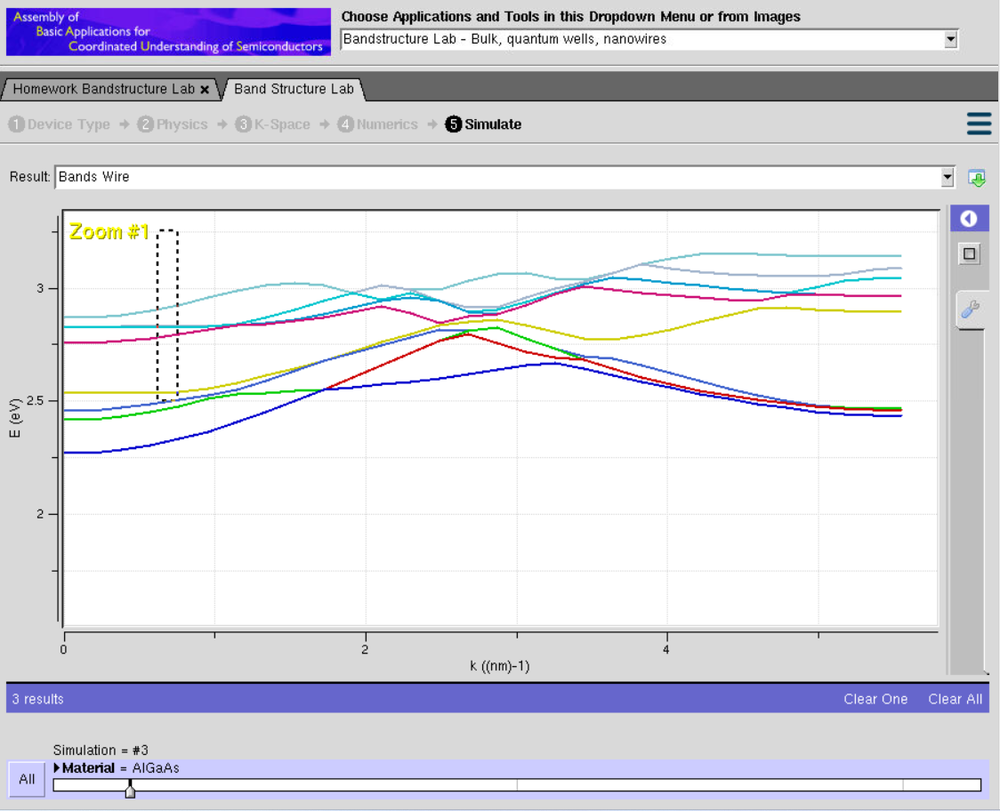 Assembly of
Basic Applications for
Coordinated Understanding of Semiconductors
Choose Applications and Tools in this Dropdown Menu or from Images
Bandstructure Lab - Bulk, quantum wells, nanowires
Homework Bandstructure Lab × Band Structure Lab
1 Device Type → 2 Physics → 3 K-Space → 4 Numerics → 5 Simulate
Result: Bands Wire
Zoom #1
3
2.5
2
E (eV)
0 2 4
k ((nm)-1)
3 results Clear One Clear All
Simulation = #3
All
Material = AlGaAs